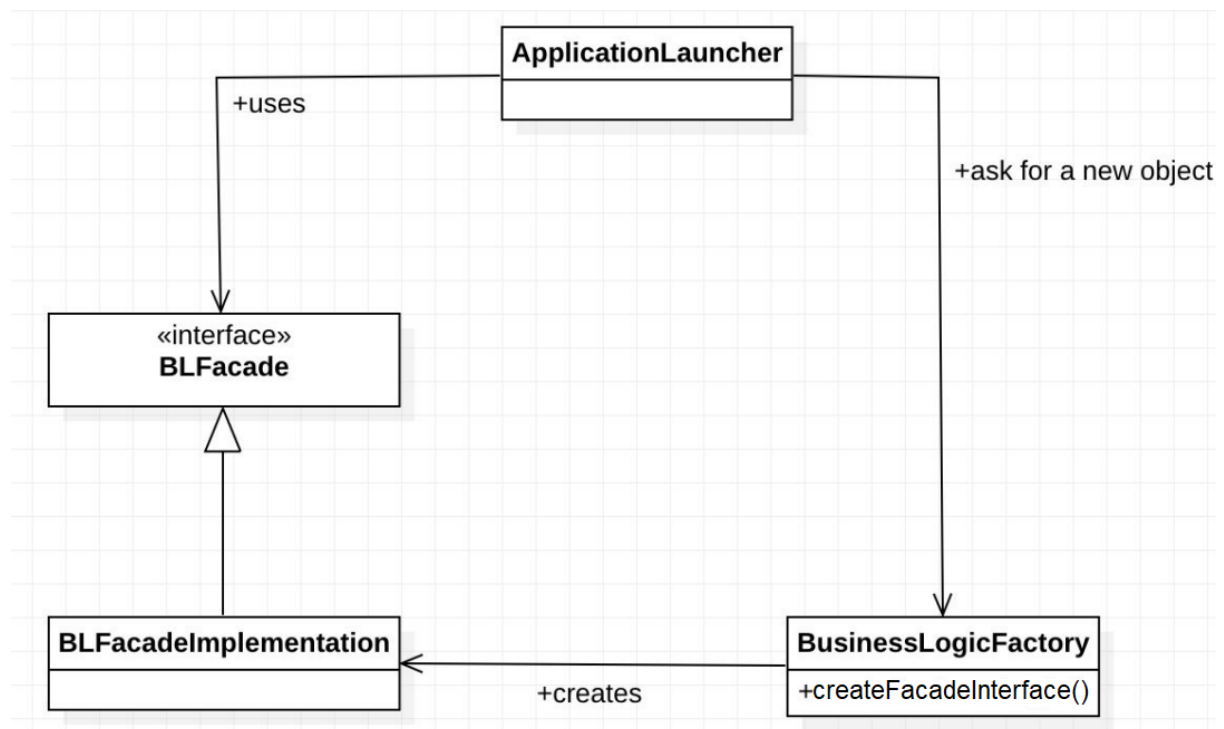 ApplicationLauncher
+uses
+ask for a new object
«interface»
BLFacade
BLFacadeImplementation
BusinessLogicFactory
+creates
+createFacadeInterface()